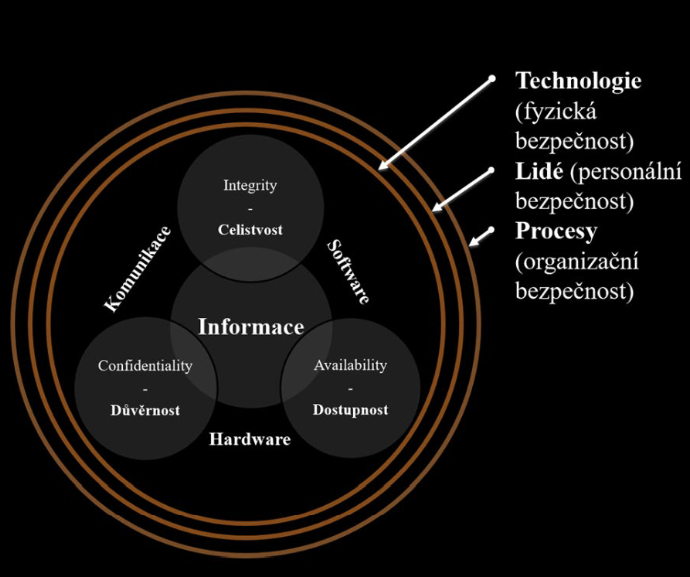 Technologie
(fyzická
bezpečnost)
Lidé (personální
bezpečnost)
Procesy
(organizační
bezpečnost)
Integrity
-
Celistvost
Komunikace
Software
Informace
Confidentiality
-
Důvěrnost
Availability
-
Dostupnost
Hardware